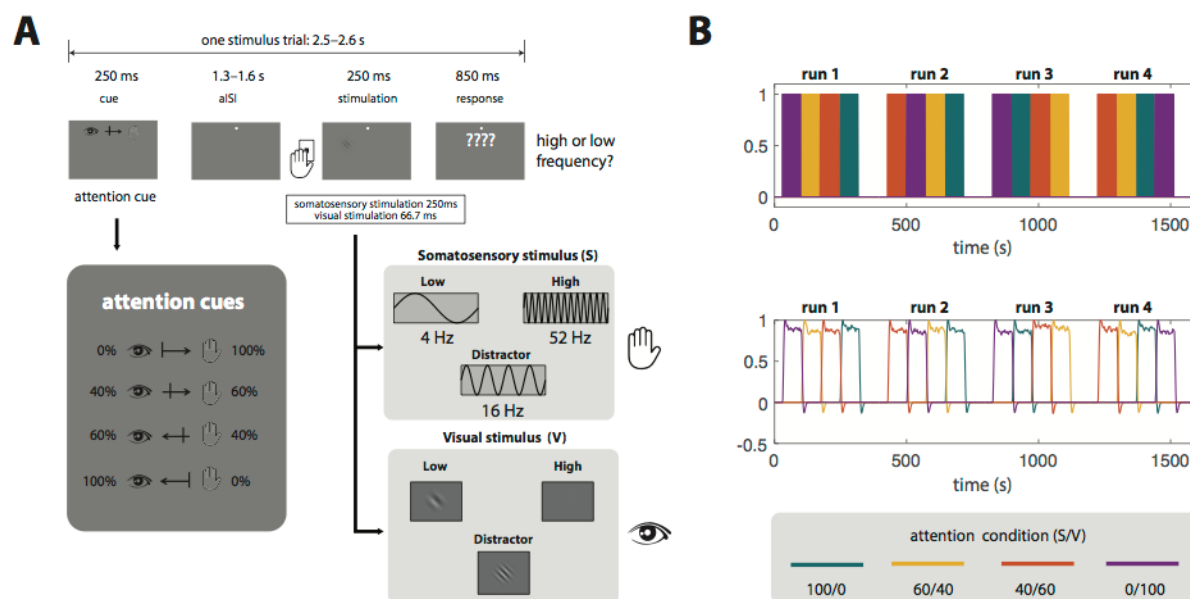 A
one stimulus trial: 2.5–2.6 s
250 ms 1.3–1.6 s 250 ms 850 ms
cue aISI stimulation response
????
high or low
frequency?
attention cue
somatosensory stimulation 250ms
visual stimulation 66.7 ms
attention cues
0% 100%
40% 60%
60% 40%
100% 0%
Somatosensory stimulus (S)
Low High
4 Hz 52 Hz
Distractor
16 Hz
Visual stimulus (V)
Low High
Distractor
B
run 1 run 2 run 3 run 4
1
0.5
0
0 500 1000 1500
time (s)
run 1 run 2 run 3 run 4
1
0.5
0
-0.5
0 500 1000 1500
time (s)
attention condition (S/V)
100/0 60/40 40/60 0/100